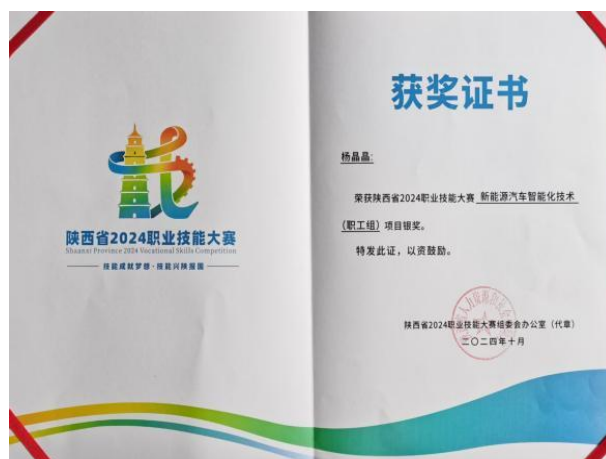 陕西省2024职业技能大赛
Shaanxi Province 2024 Vocational Skills Competition
技能成就梦想·技能兴陕报国
获奖证书
杨晶晶:
荣获陕西省2024职业技能大赛 新能源汽车智能化技术
(职工组) 项目银奖。
特发此证，以资鼓励。
陕西省2024职业技能大赛组委会办公室（代章）
二〇二四年十月